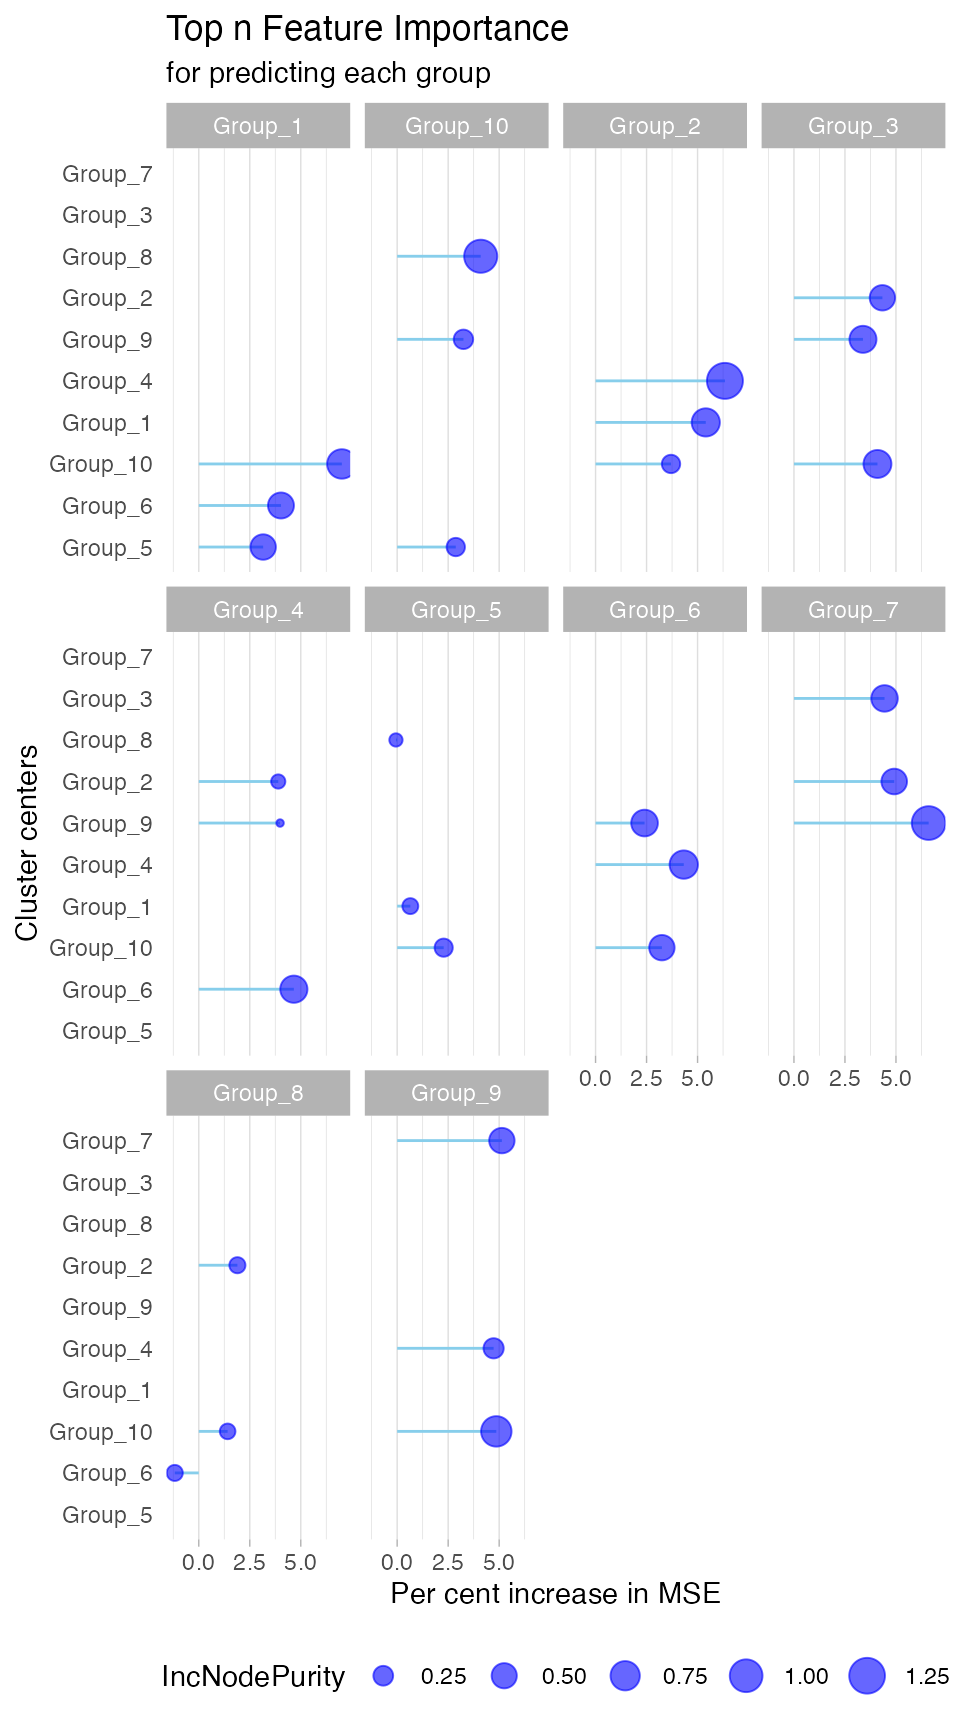 Top n Feature Importance
for predicting each group
Group_1 Group_10 Group_2 Group_3
Group_7
Group_3
Group_8
Group_2
Group_9
Group_4
Group_1
Group_10
Group_6
Group_5
Group_4 Group_5 Group_6 Group_7
Cluster centers
Group_7
Group_3
Group_8
Group_2
Group_9
Group_4
Group_1
Group_10
Group_6
Group_5
0.0 2.5 5.0 0.0 2.5 5.0
Group_8 Group_9
Group_7
Group_3
Group_8
Group_2
Group_9
Group_4
Group_1
Group_10
Group_6
Group_5
0.0 2.5 5.0 0.0 2.5 5.0
Per cent increase in MSE
IncNodePurity 0.25 0.50 0.75 1.00 1.25